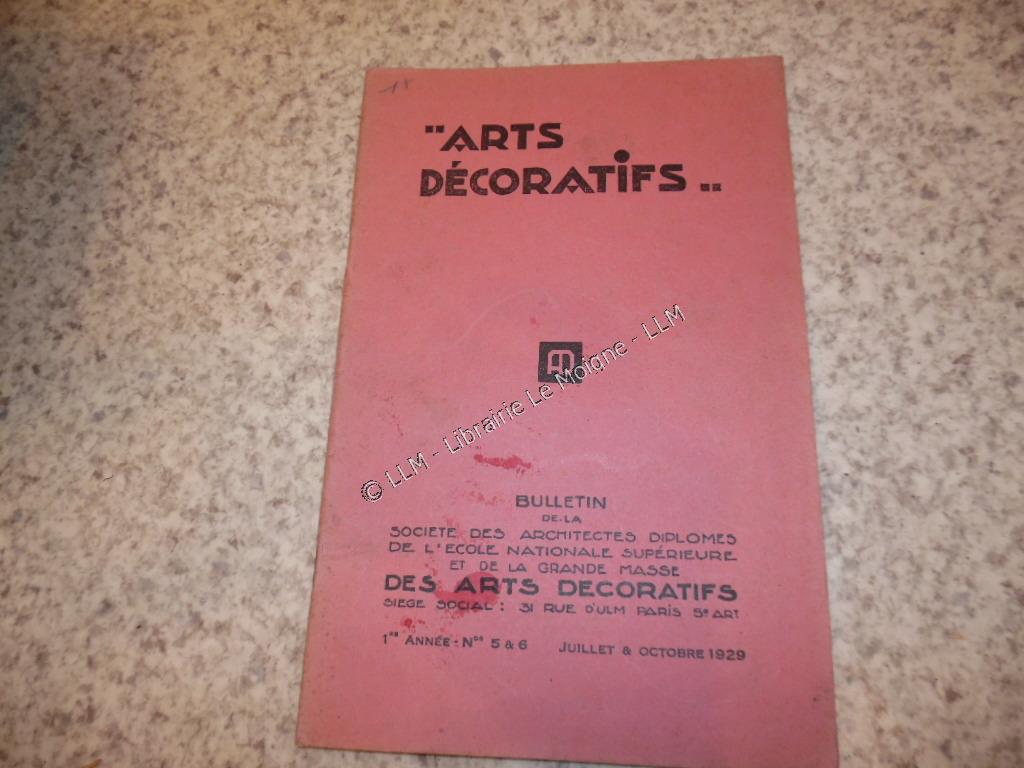 "ARTS
DÉCORATIFS ..
© LLM - Librairie Le Moigne - LLM
BULLETIN
DE·LA
SOCIETE DES ARCHITECTES DIPLOMES
DE L'ECOLE NATIONALE SUPÉRIEURE
ET DE LA GRANDE MASSE
DES ARTS DECORATIFS
SIEGE SOCIAL : 31 RUE D'ULM PARIS 5e ART
1re ANNÉE - Nos 5 & 6 JUILLET & OCTOBRE 1929